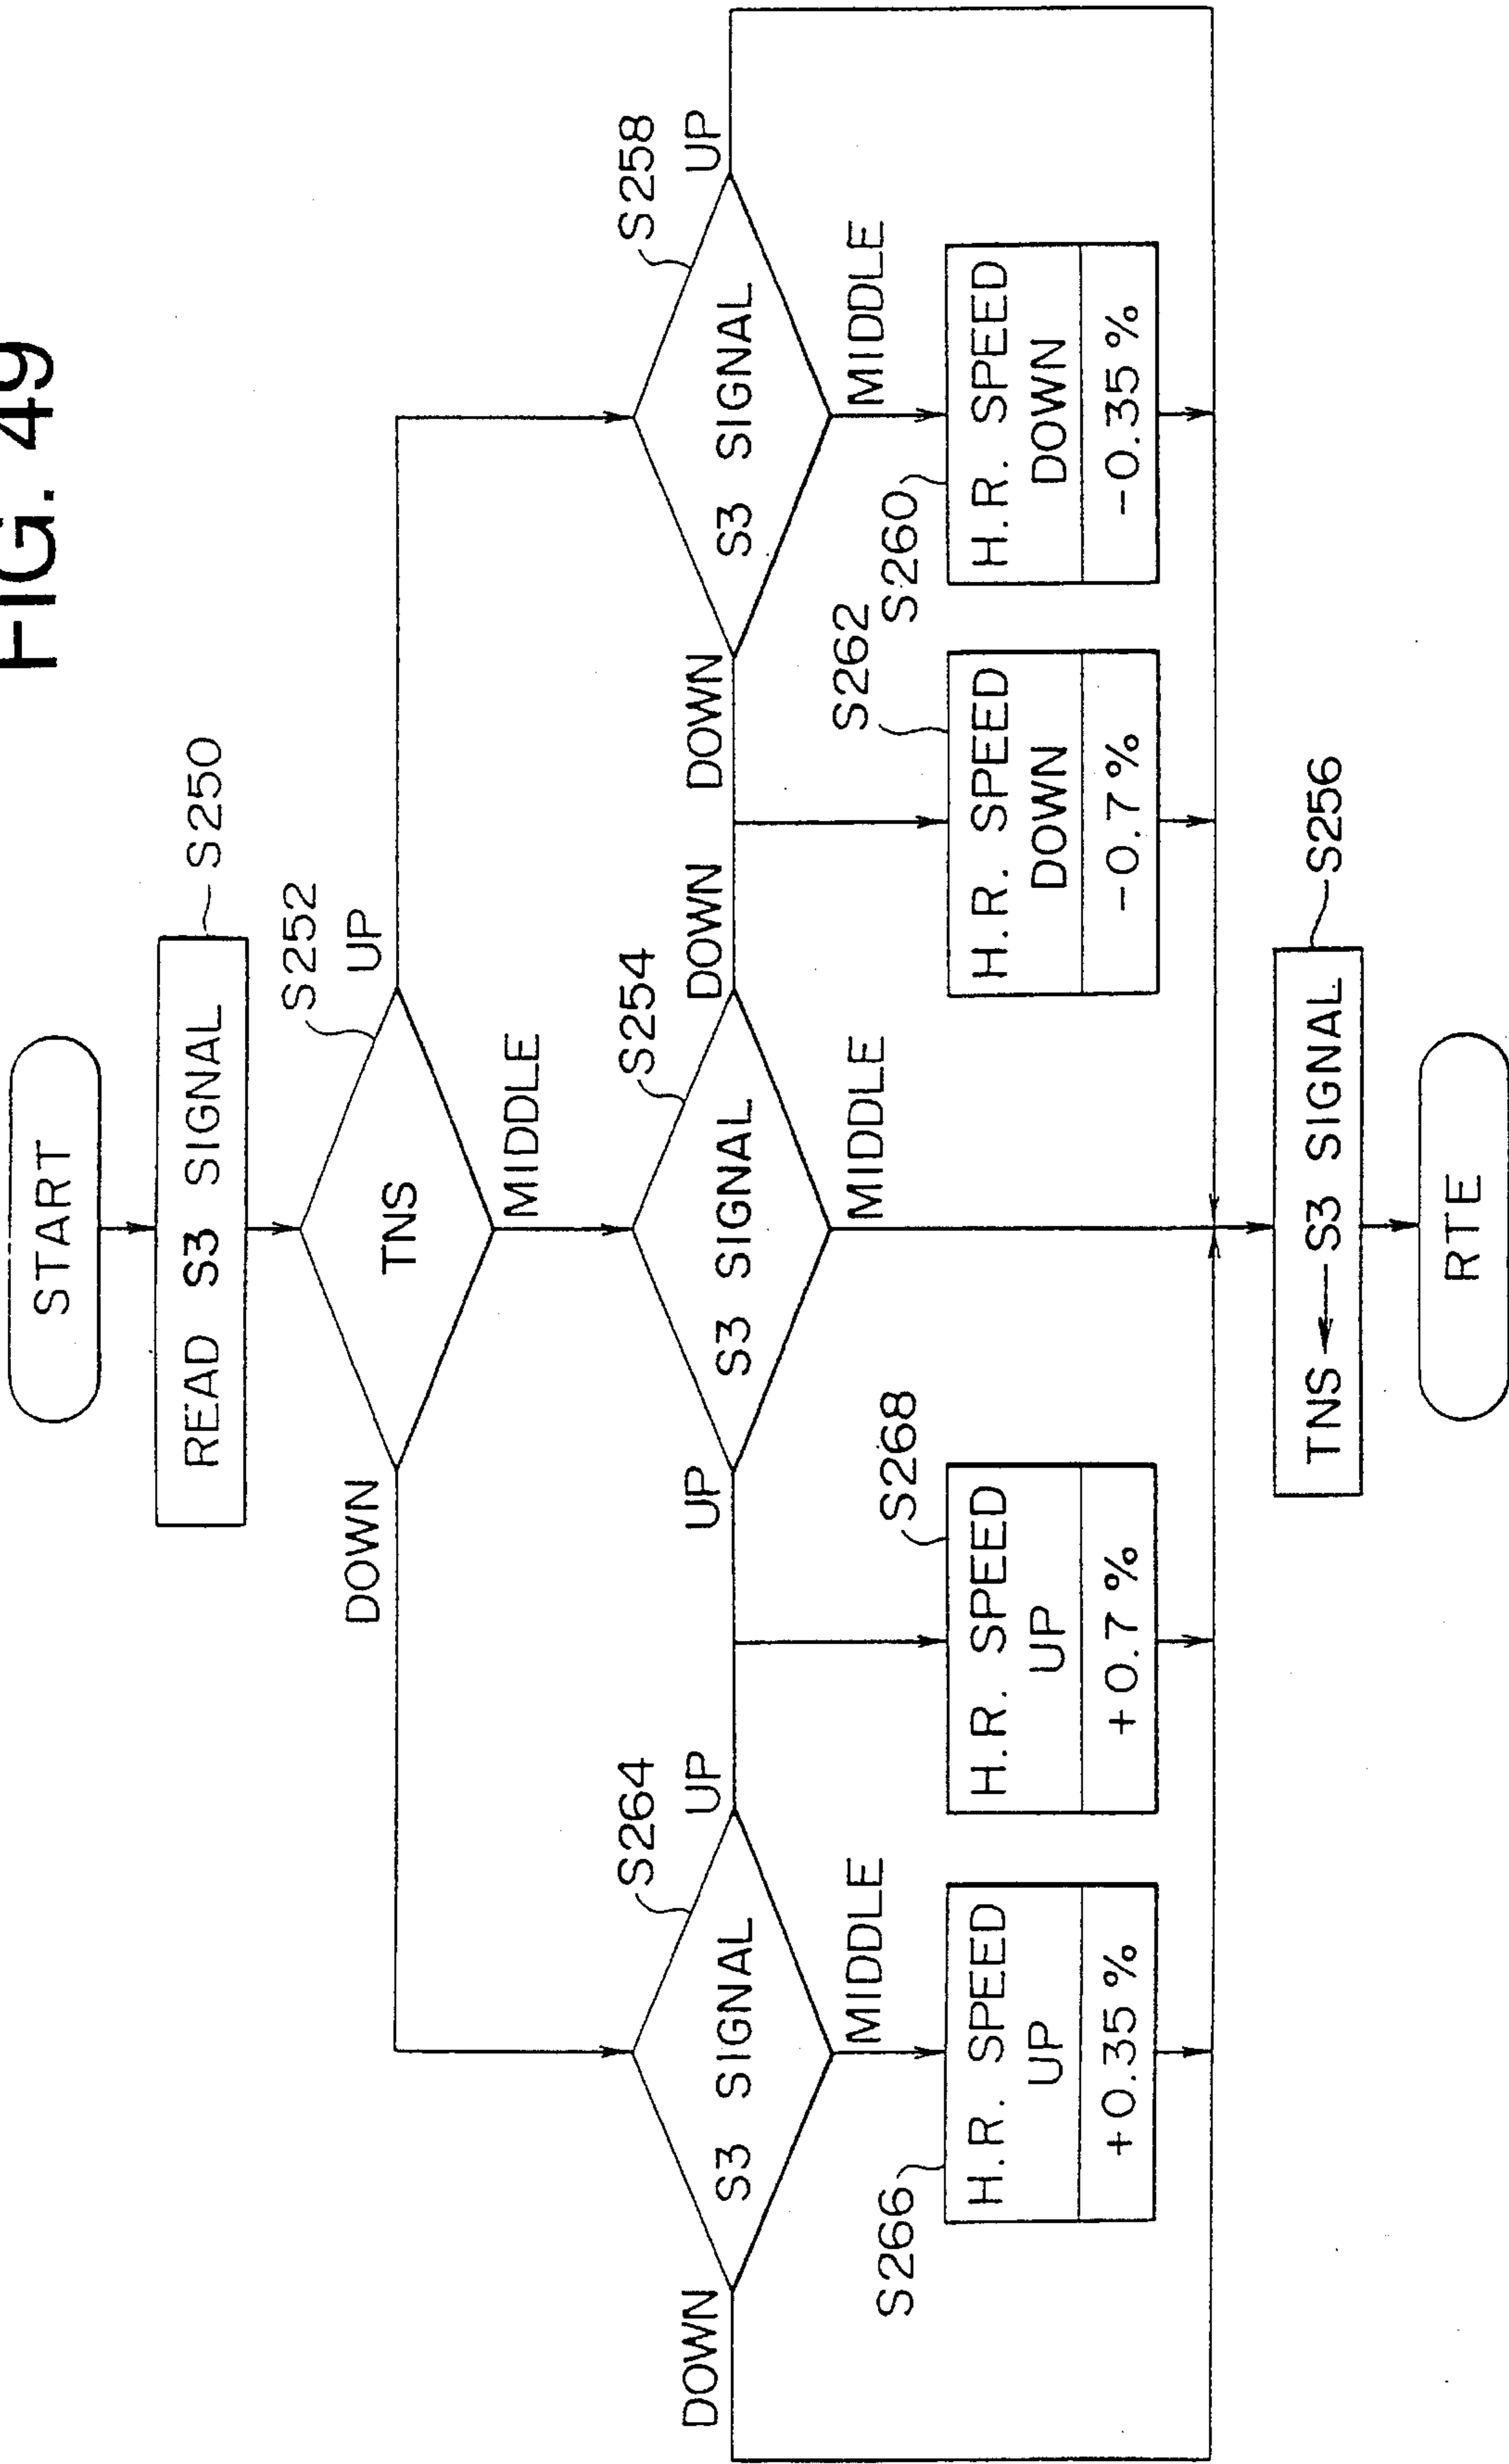 FIG. 49
START
READ S3 SIGNAL
S250
TNS
S252
DOWN
UP
MIDDLE
S3 SIGNAL
S264
DOWN
UP
MIDDLE
S3 SIGNAL
S254
UP
DOWN
MIDDLE
S3 SIGNAL
S258
DOWN
UP
MIDDLE
S266
H.R. SPEED
UP
+0.35 %
S268
H.R. SPEED
UP
+0.7 %
S262
H.R. SPEED
DOWN
-0.7 %
S260
H.R. SPEED
DOWN
-0.35 %
TNS ← S3 SIGNAL
S256
RTE